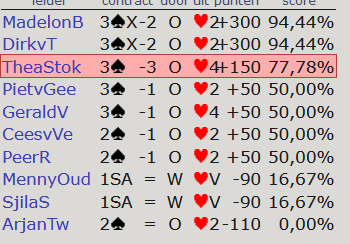 leider contract door uit punten score
MadelonB 3♠X-2 O ♥2 +300 94,44%
DirkvT 3♠X-2 O ♥2 +300 94,44%
TheaStok 3♠ -3 O ♥4 +150 77,78%
PietvGee 3♠ -1 O ♥2 +50 50,00%
GeraldV 3♠ -1 O ♥4 +50 50,00%
CeesvVe 2♠ -1 O ♥2 +50 50,00%
PeerR 2♠ -1 O ♥2 +50 50,00%
MennyOud 1SA = W ♥V -90 16,67%
SjilaS 1SA = W ♥V -90 16,67%
ArjanTw 2♠ = O ♥2 -110 0,00%